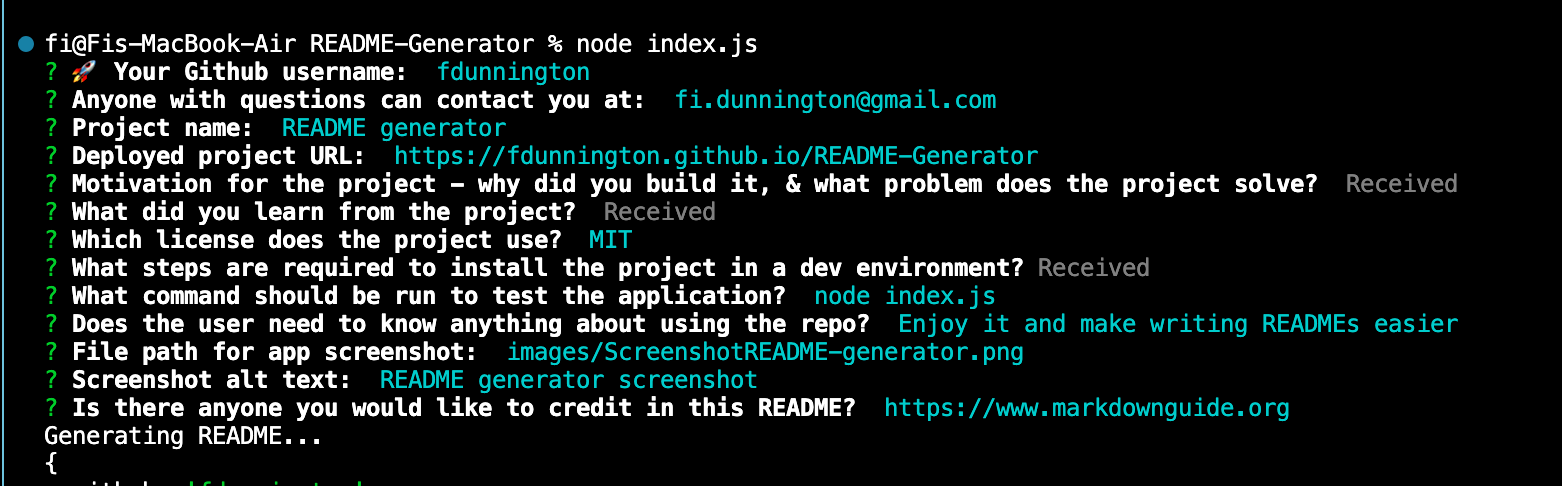 fi@Fis-MacBook-Air README-Generator % node index.js
? 🚀 Your Github username:  fdunnington
? Anyone with questions can contact you at:  fi.dunnington@gmail.com
? Project name:  README generator
? Deployed project URL:  https://fdunnington.github.io/README-Generator
? Motivation for the project - why did you build it, & what problem does the project solve?  Received
? What did you learn from the project?  Received
? Which license does the project use?  MIT
? What steps are required to install the project in a dev environment? Received
? What command should be run to test the application?  node index.js
? Does the user need to know anything about using the repo?  Enjoy it and make writing READMEs easier
? File path for app screenshot:  images/ScreenshotREADME-generator.png
? Screenshot alt text:  README generator screenshot
? Is there anyone you would like to credit in this README?  https://www.markdownguide.org
Generating README...
{